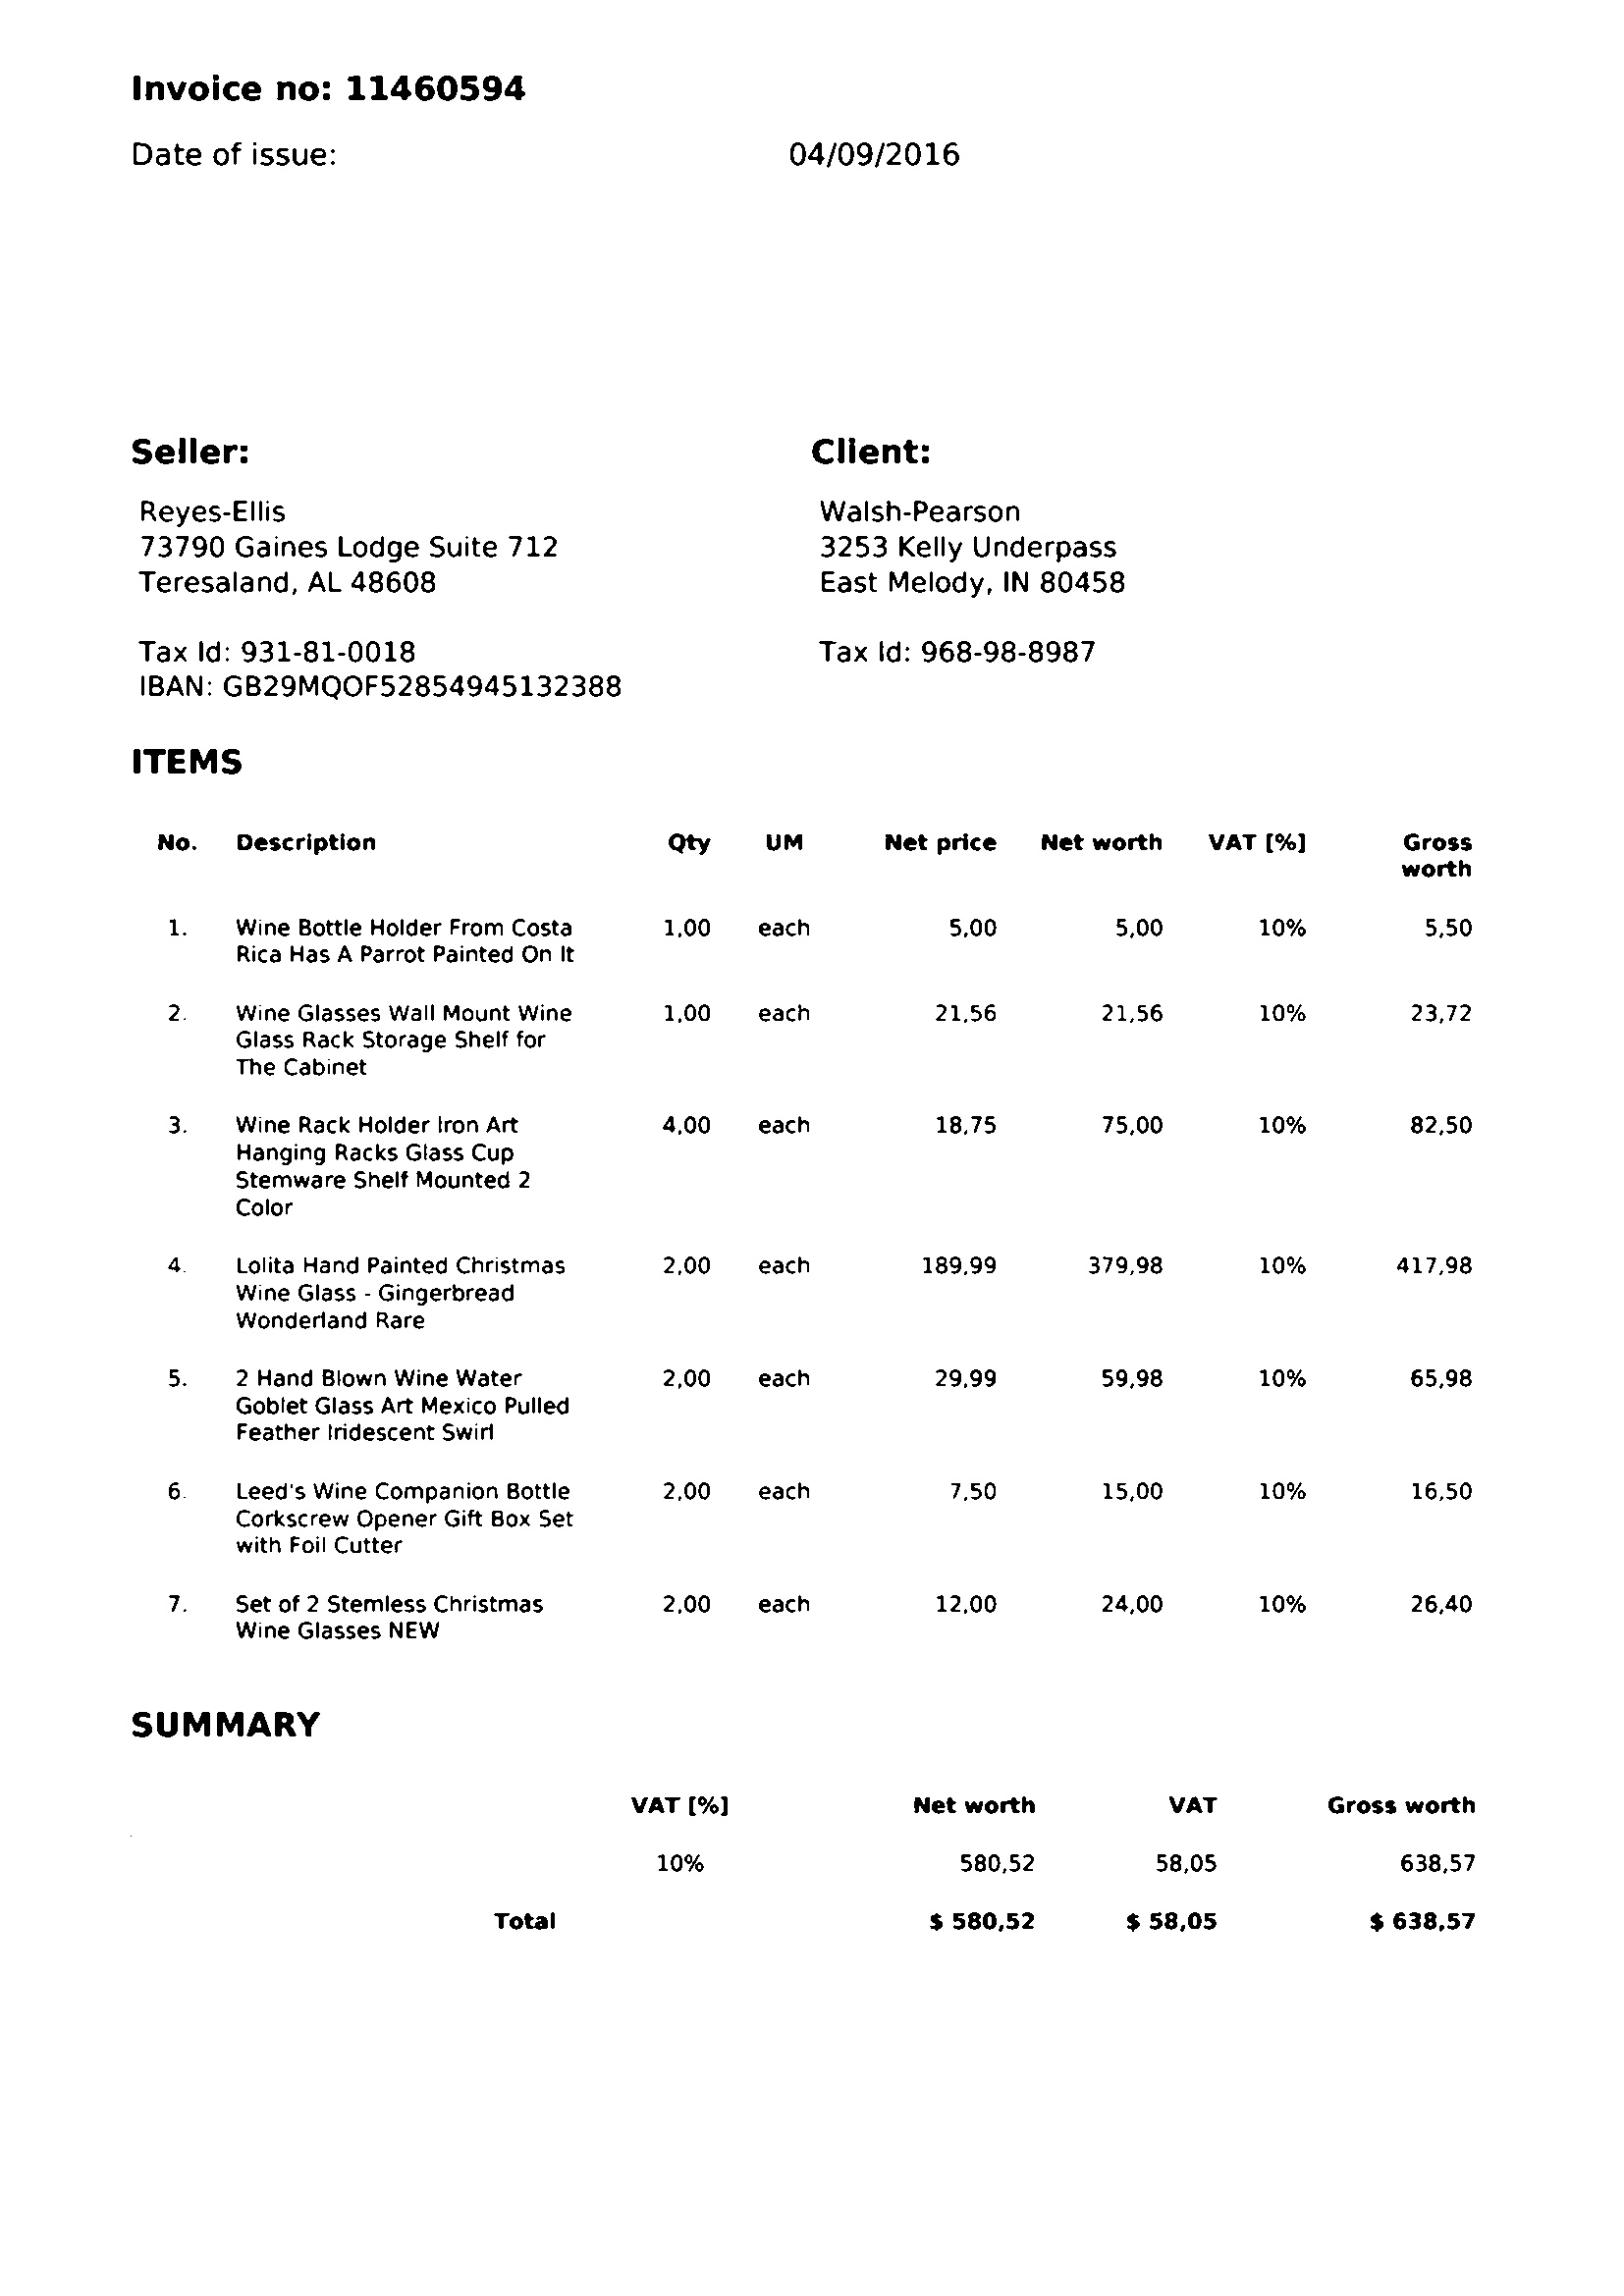 Invoice no: 11460594
Date of issue: 04/09/2016
Seller: Client:
Reyes-Ellis Walsh-Pearson
73790 Gaines Lodge Suite 712 3253 Kelly Underpass
Teresaland, AL 48608 East Melody, IN 80458
Tax Id: 931-81-0018 Tax Id: 968-98-8987
IBAN: GB29MQOF52854945132388
ITEMS
No. Description Qty UM Net price Net worth VAT [%] Gross
worth
1. Wine Bottle Holder From Costa 1,00 each 5,00 5,00 10% 5,50
Rica Has A Parrot Painted On It
2. Wine Glasses Wall Mount Wine 1,00 each 21,56 21,56 10% 23,72
Glass Rack Storage Shelf for
The Cabinet
3. Wine Rack Holder Iron Art 4,00 each 18,75 75,00 10% 82,50
Hanging Racks Glass Cup
Stemware Shelf Mounted 2
Color
4. Lolita Hand Painted Christmas 2,00 each 189,99 379,98 10% 417,98
Wine Glass - Gingerbread
Wonderland Rare
5. 2 Hand Blown Wine Water 2,00 each 29,99 59,98 10% 65,98
Goblet Glass Art Mexico Pulled
Feather Iridescent Swirl
6. Leed's Wine Companion Bottle 2,00 each 7,50 15,00 10% 16,50
Corkscrew Opener Gift Box Set
with Foil Cutter
7. Set of 2 Stemless Christmas 2,00 each 12,00 24,00 10% 26,40
Wine Glasses NEW
SUMMARY
VAT [%] Net worth VAT Gross worth
10% 580,52 58,05 638,57
Total $ 580,52 $ 58,05 $ 638,57